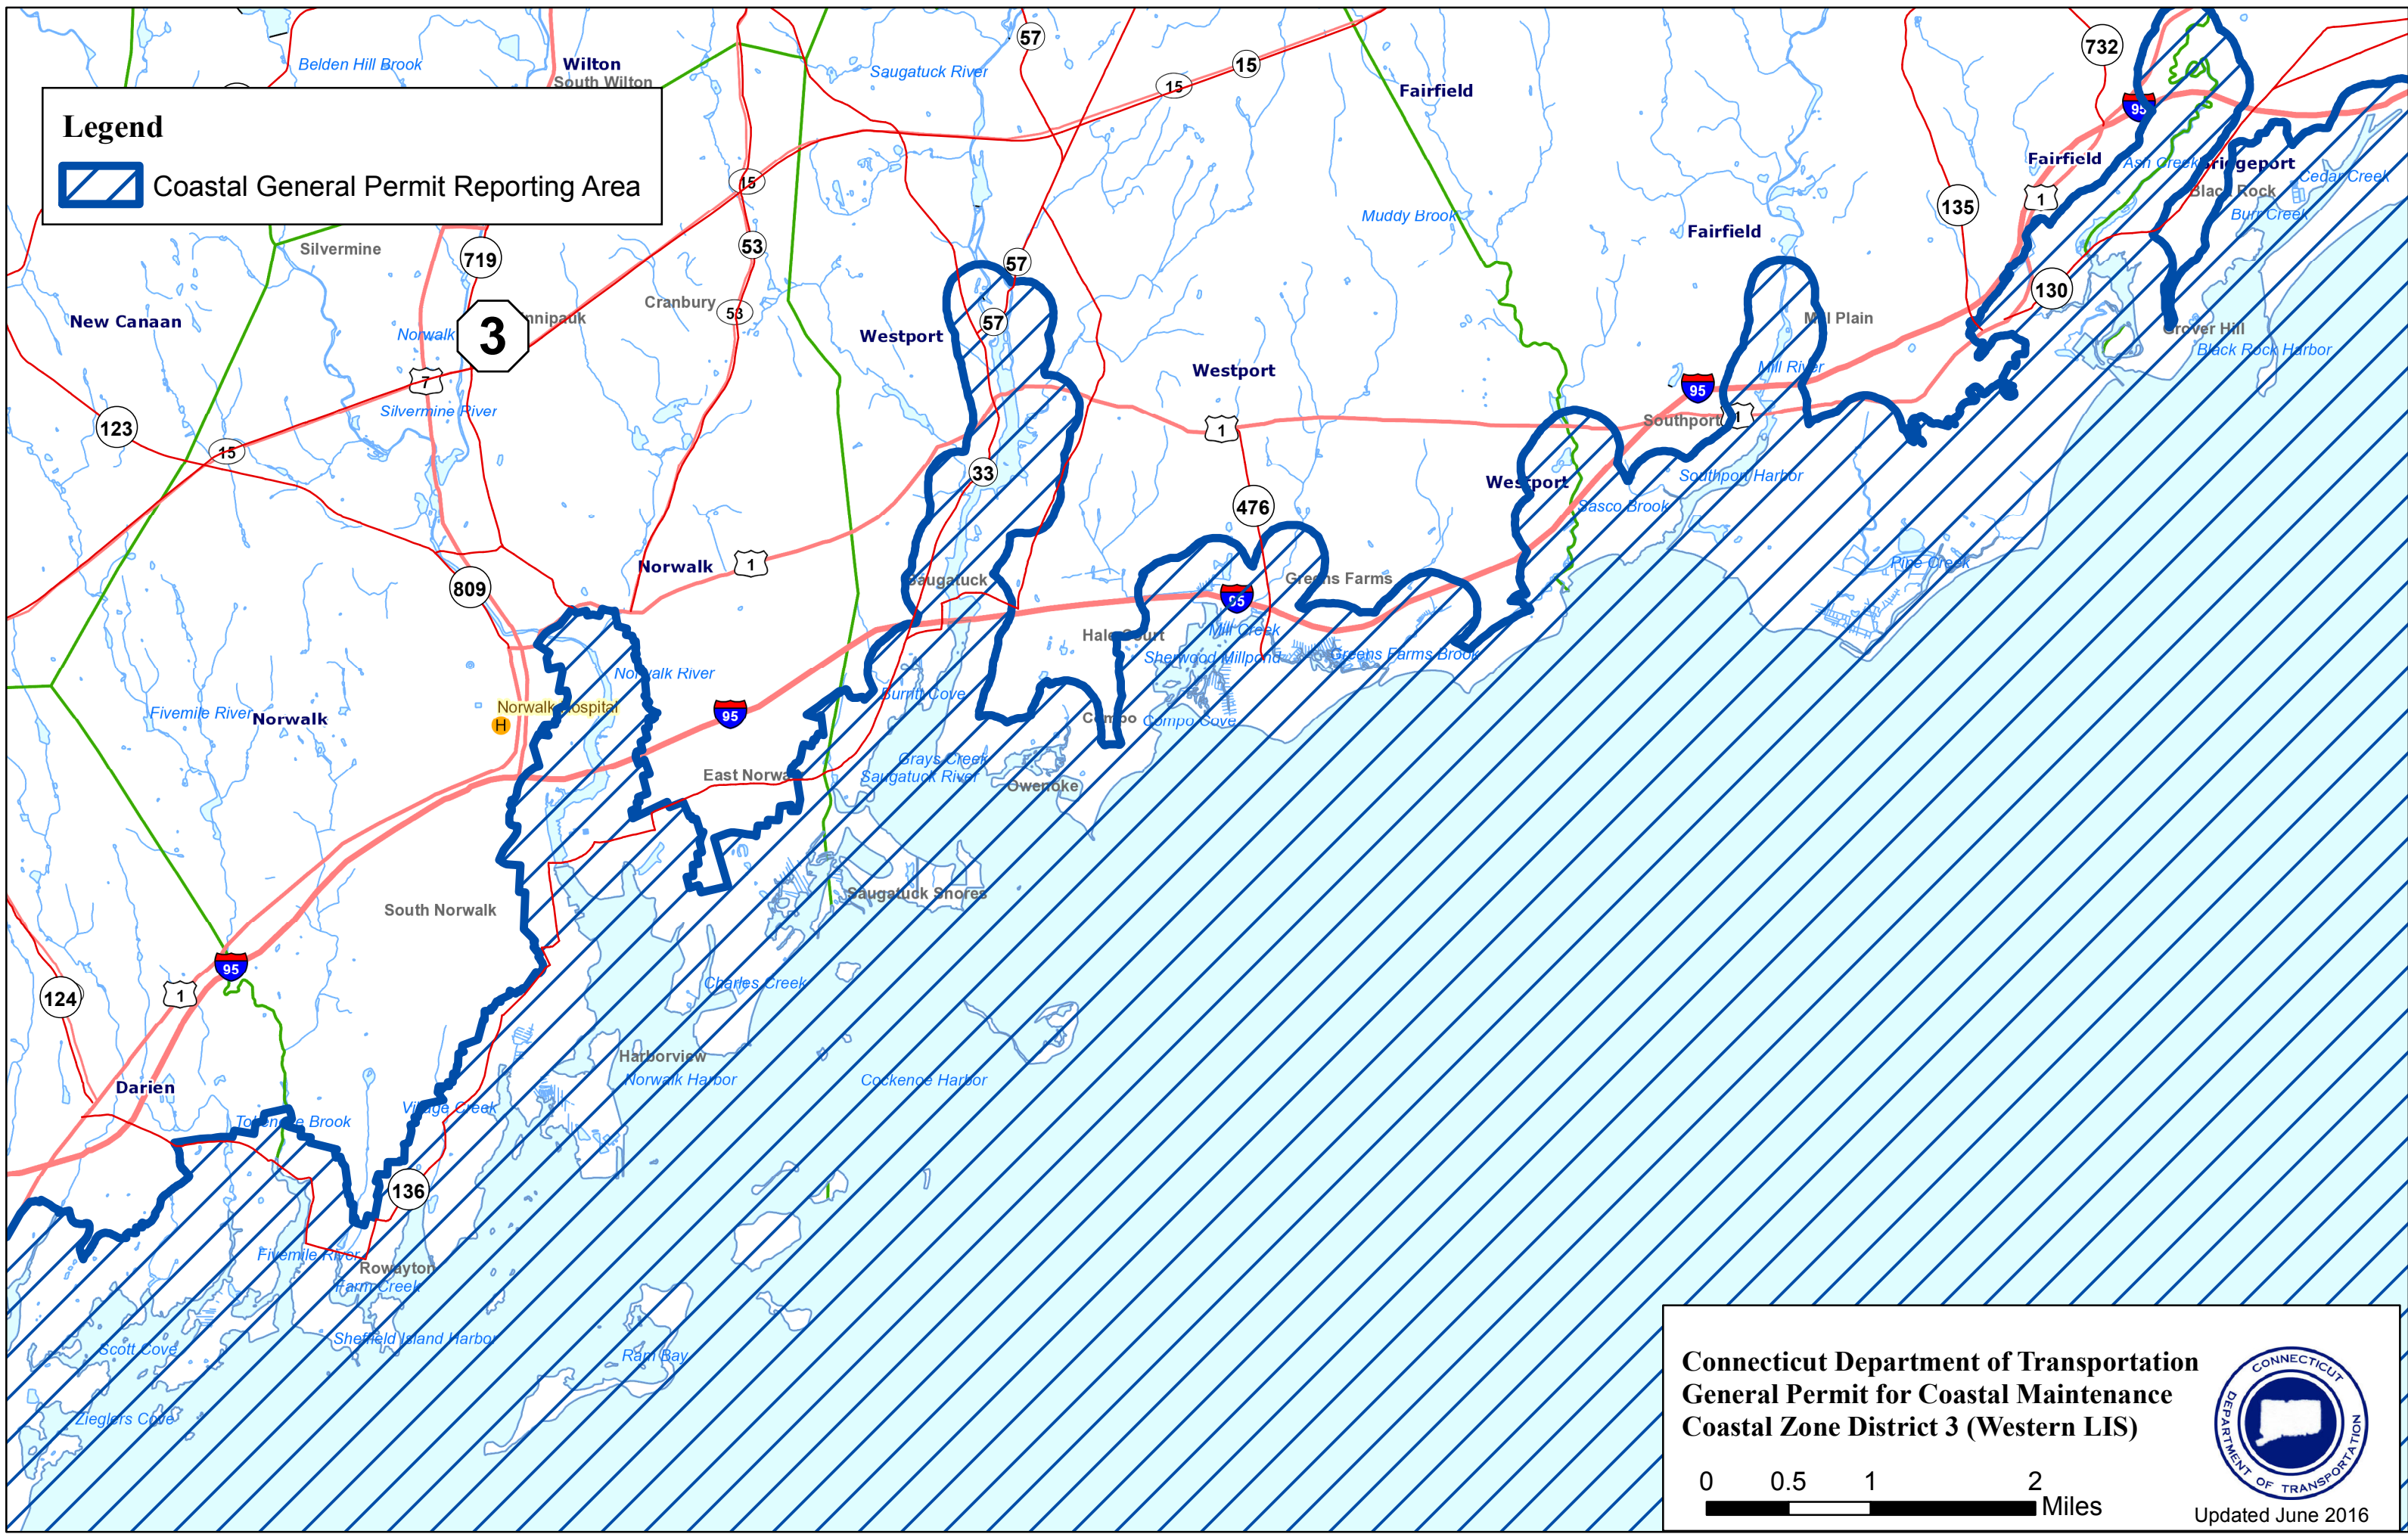 57
732
Belden Hill Brook
Wilton
South Wilton
Saugatuck River
15
15
Fairfield
95
Legend
Coastal General Permit Reporting Area
15
Fairfield
Ash Creek
Bridgeport
Cedar Creek
Black Rock
1
135
Burr Creek
Muddy Brook
Fairfield
Silvermine
719
53
57
130
Cranbury
53
New Canaan
3
Norwalk
Westport
57
Mill Plain
Grover Hill
Black Rock Harbor
7
Westport
Mill River
95
Silvermine River
123
15
1
Southport
1
33
Westport
Southport Harbor
476
Sasco Brook
Norwalk
1
Pine Creek
809
Saugatuck
Greens Farms
95
Hale Court
Mill Creek
Sherwood Millpond
Greens Farms Brook
Norwalk River
Burritt Cove
Norwalk Hospital
H
Fivemile River
Norwalk
95
Compo
Compo Cove
Grays Creek
East Norwalk
Saugatuck River
Owenoke
Saugatuck Shores
South Norwalk
95
Charles Creek
124
1
Harborview
Norwalk Harbor
Cockenoe Harbor
Darien
Village Creek
Tokeneke Brook
136
Fivemile River
Rowayton
Farm Creek
Sheffield Island Harbor
Scott Cove
Ram Bay
Zieglers Cove
Connecticut Department of Transportation
General Permit for Coastal Maintenance
Coastal Zone District 3 (Western LIS)
0 0.5 1 2
Miles
CONNECTICUT
DEPARTMENT OF TRANSPORTATION
Updated June 2016